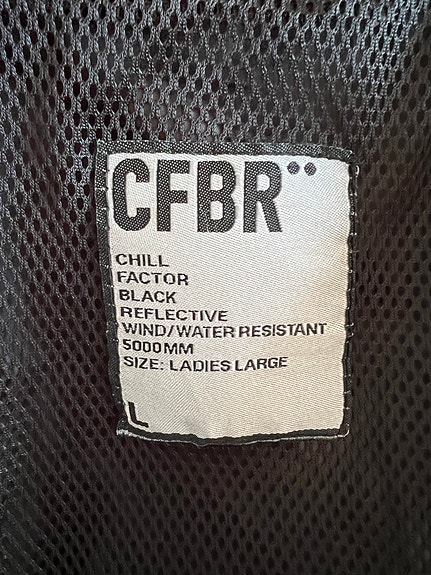 CFBR¨
CHILL
FACTOR
BLACK
REFLECTIVE
WIND/WATER RESISTANT
5000MM
SIZE: LADIES LARGE
L